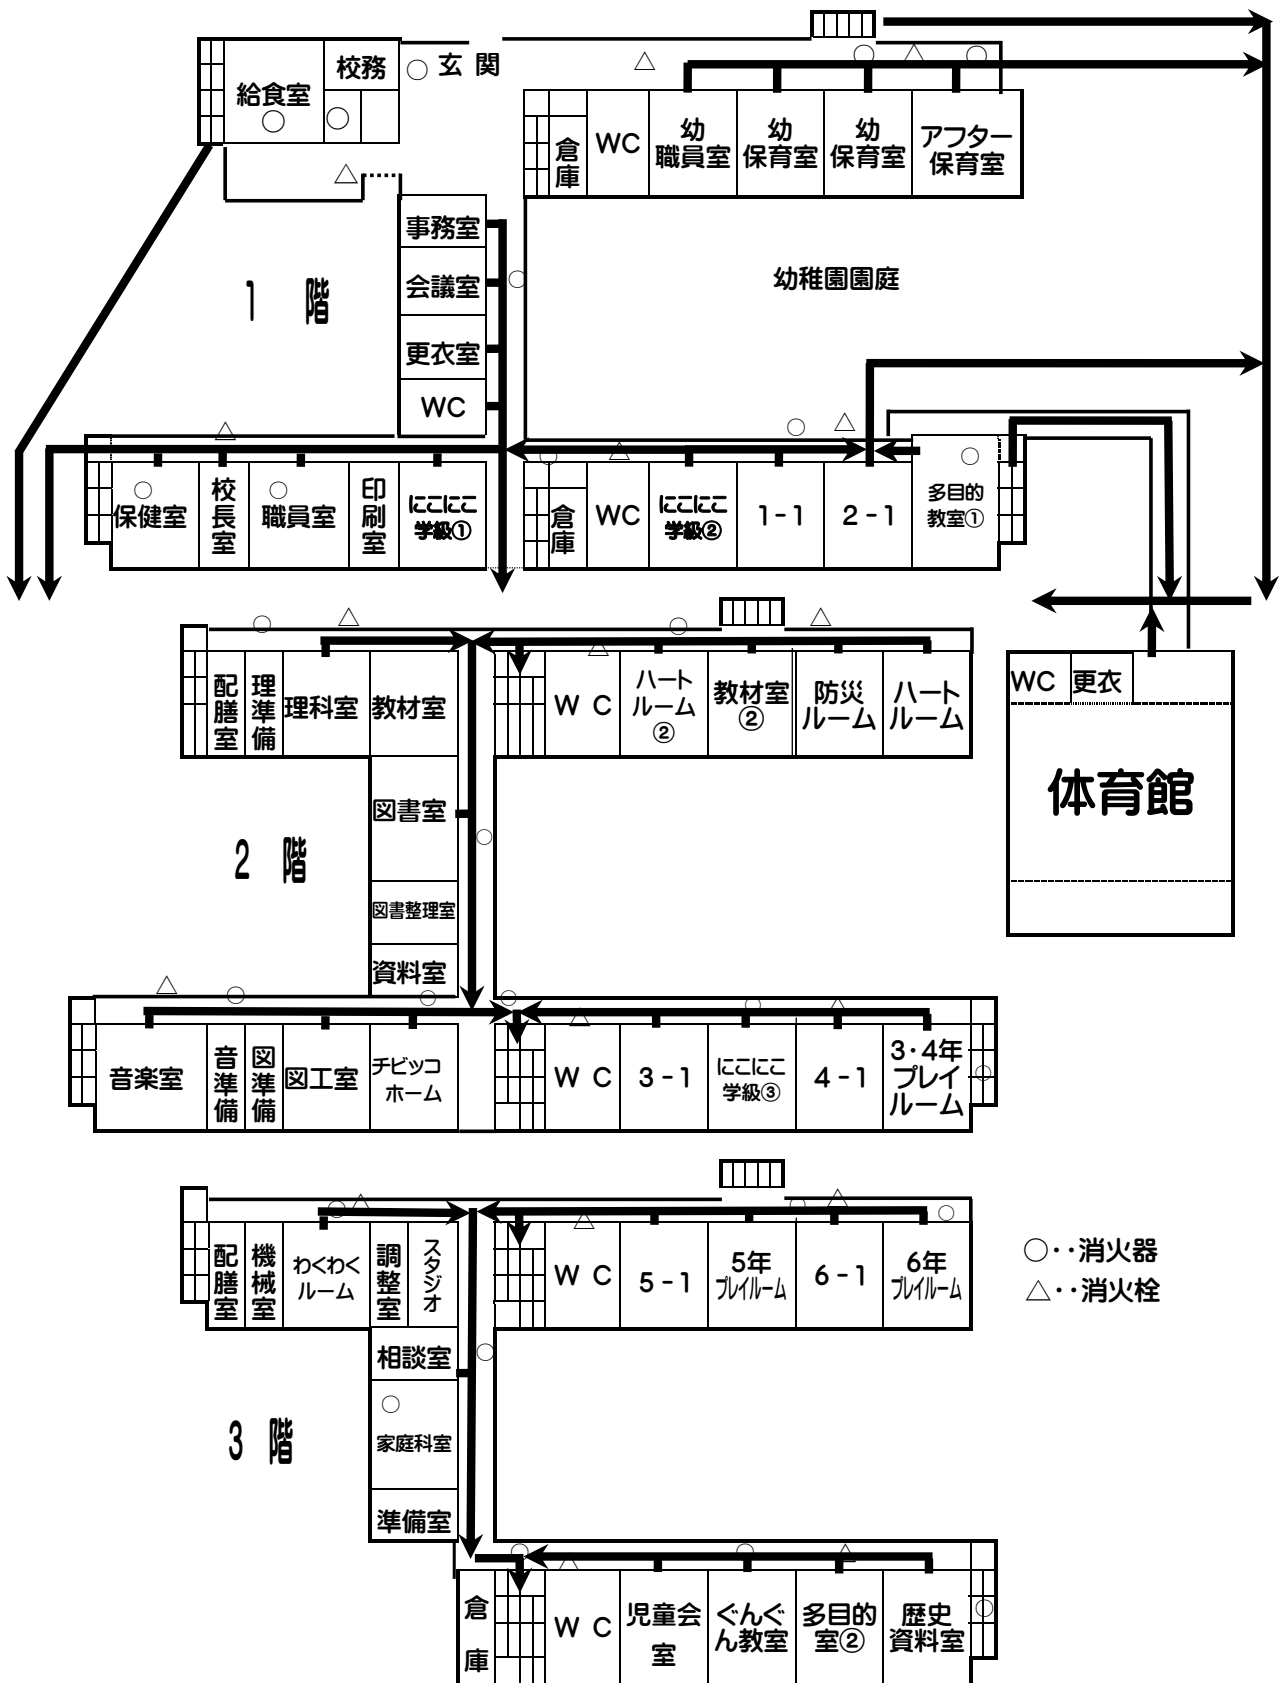 校務
玄関
給食室
倉庫
WC
幼
職員室
幼
保育室
幼
保育室
アフター
保育室
事務室
会議室
更衣室
WC
1 階
幼稚園園庭
保健室
校長室
職員室
印刷室
にこにこ
学級①
倉庫
WC
にこにこ
学級②
1-1
2-1
多目的
教室①
配膳室
理準備
理科室
教材室
W C
ハート
ルーム
②
教材室
②
防災
ルーム
ハート
ルーム
WC
更衣
体育館
図書室
2 階
図書整理室
資料室
音楽室
音準備
図準備
図工室
チビッコ
ホーム
W C
3-1
にこにこ
学級③
4-1
3・4年
プレイ
ルーム
配膳室
機械室
わくわく
ルーム
調整室
スタジオ
W C
5-1
5年
プレイルーム
6-1
6年
プレイルーム
○・・消火器
△・・消火栓
相談室
家庭科室
3 階
準備室
倉庫
W C
児童会
室
ぐんぐ
ん教室
多目的
室②
歴史
資料室